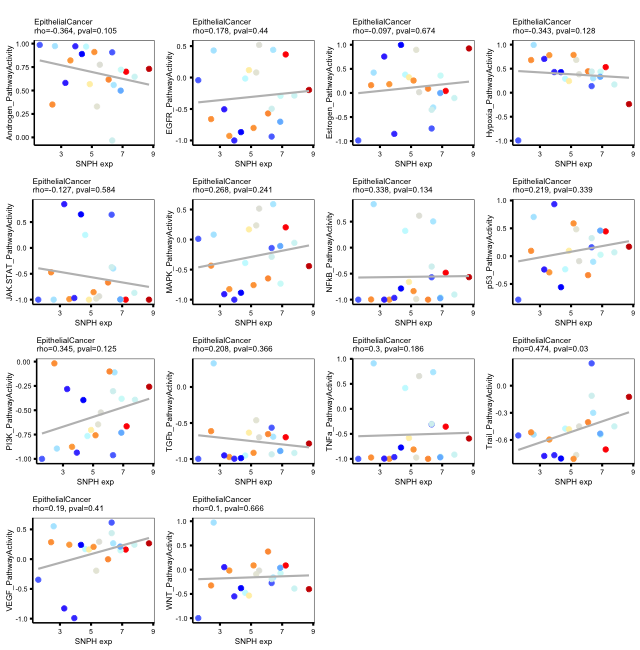 EpithelialCancer
rho=-0.364, pval=0.105
1.00
0.75
0.50
0.25
0.00
Androgen_PathwayActivity
3 5 7 9
SNPH exp
EpithelialCancer
rho=0.178, pval=0.44
0.5
0.0
-0.5
-1.0
EGFR_PathwayActivity
3 5 7 9
SNPH exp
EpithelialCancer
rho=-0.097, pval=0.674
1.0
0.5
0.0
-0.5
-1.0
Estrogen_PathwayActivity
3 5 7 9
SNPH exp
EpithelialCancer
rho=-0.343, pval=0.128
1.0
0.5
0.0
-0.5
-1.0
Hypoxia_PathwayActivity
3 5 7 9
SNPH exp
EpithelialCancer
rho=-0.127, pval=0.584
0.5
0.0
-0.5
-1.0
JAK.STAT_PathwayActivity
3 5 7 9
SNPH exp
EpithelialCancer
rho=0.268, pval=0.241
0.5
0.0
-0.5
-1.0
MAPK_PathwayActivity
3 5 7 9
SNPH exp
EpithelialCancer
rho=0.338, pval=0.134
0.5
0.0
-0.5
-1.0
NFkB_PathwayActivity
3 5 7 9
SNPH exp
EpithelialCancer
rho=0.219, pval=0.339
1.0
0.5
0.0
-0.5
p53_PathwayActivity
3 5 7 9
SNPH exp
EpithelialCancer
rho=0.345, pval=0.125
0.00
-0.25
-0.50
-0.75
-1.00
PI3K_PathwayActivity
3 5 7 9
SNPH exp
EpithelialCancer
rho=0.208, pval=0.366
0.0
-0.5
-1.0
TGFb_PathwayActivity
3 5 7 9
SNPH exp
EpithelialCancer
rho=0.3, pval=0.186
1.0
0.5
0.0
-0.5
-1.0
TNFa_PathwayActivity
3 5 7 9
SNPH exp
EpithelialCancer
rho=0.474, pval=0.03
0.0
-0.3
-0.6
Trail_PathwayActivity
3 5 7 9
SNPH exp
EpithelialCancer
rho=0.19, pval=0.41
0.5
0.0
-0.5
-1.0
VEGF_PathwayActivity
3 5 7 9
SNPH exp
EpithelialCancer
rho=0.1, pval=0.666
1.0
0.5
0.0
-0.5
-1.0
WNT_PathwayActivity
3 5 7 9
SNPH exp